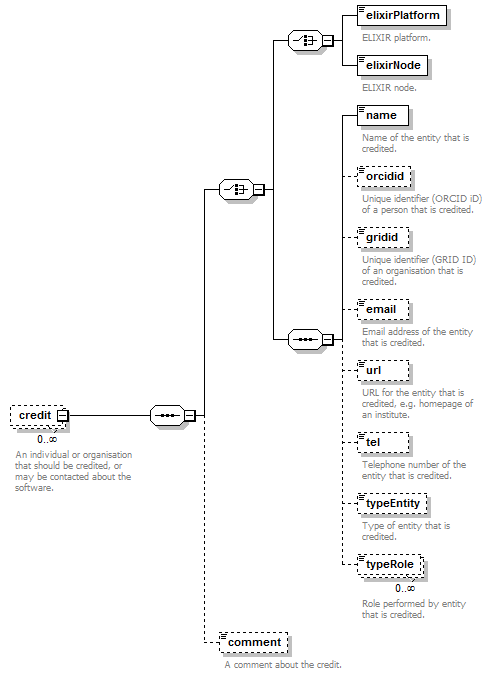 elixirPlatform
ELIXIR platform.
elixirNode
ELIXIR node.
name
Name of the entity that is
credited.
orcidid
Unique identifier (ORCID iD)
of a person that is credited.
gridid
Unique identifier (GRID ID)
of an organisation that is
credited.
email
Email address of the entity
that is credited.
url
URL for the entity that is
credited, e.g. homepage of
an institute.
credit
0..∞
An individual or organisation
that should be credited, or
may be contacted about the
software.
tel
Telephone number of the
entity that is credited.
typeEntity
Type of entity that is
credited.
typeRole
0..∞
Role performed by entity
that is credited.
comment
A comment about the credit.